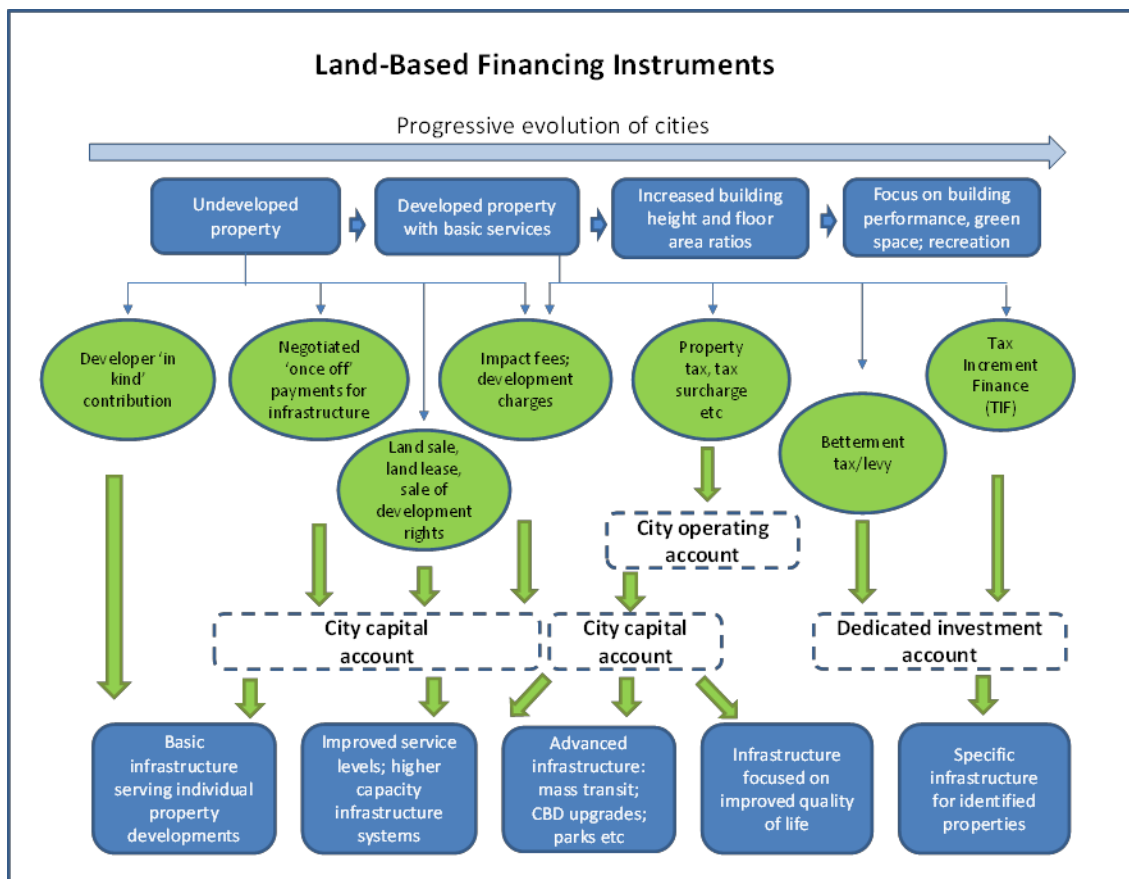 Land-Based Financing Instruments
Progressive evolution of cities
Undeveloped
property
Developed property
with basic services
Increased building
height and floor
area ratios
Focus on building
performance, green
space; recreation
Developer ‘in
kind’
contribution
Negotiated
‘once off’
payments for
infrastructure
Impact fees;
development
charges
Property
tax, tax
surcharge
etc
Tax
Increment
Finance
(TIF)
Land sale,
land lease,
sale of
development
rights
Betterment
tax/levy
City operating
account
City capital
account
City capital
account
Dedicated investment
account
Basic
infrastructure
serving individual
property
developments
Improved service
levels; higher
capacity
infrastructure
systems
Advanced
infrastructure:
mass transit;
CBD upgrades;
parks etc
Infrastructure
focused on
improved quality
of life
Specific
infrastructure
for identified
properties